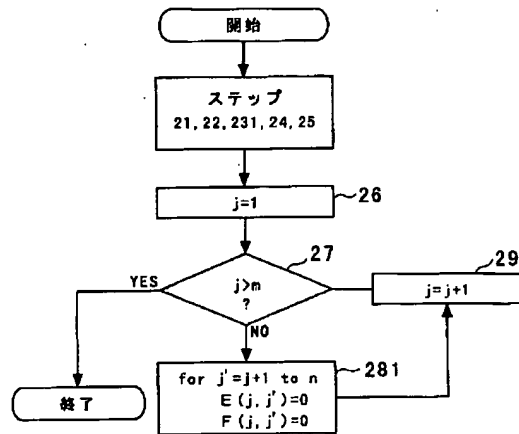 開始
ステップ
21,22,231,24,25
j=1
26
27
29
YES
j>m
?
j=j+1
NO
281
for j'=j+1 to n
E(j,j')=0
F(j,j')=0
終了